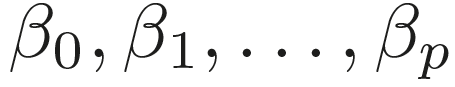 β₀, β₁, . . . , βₚ